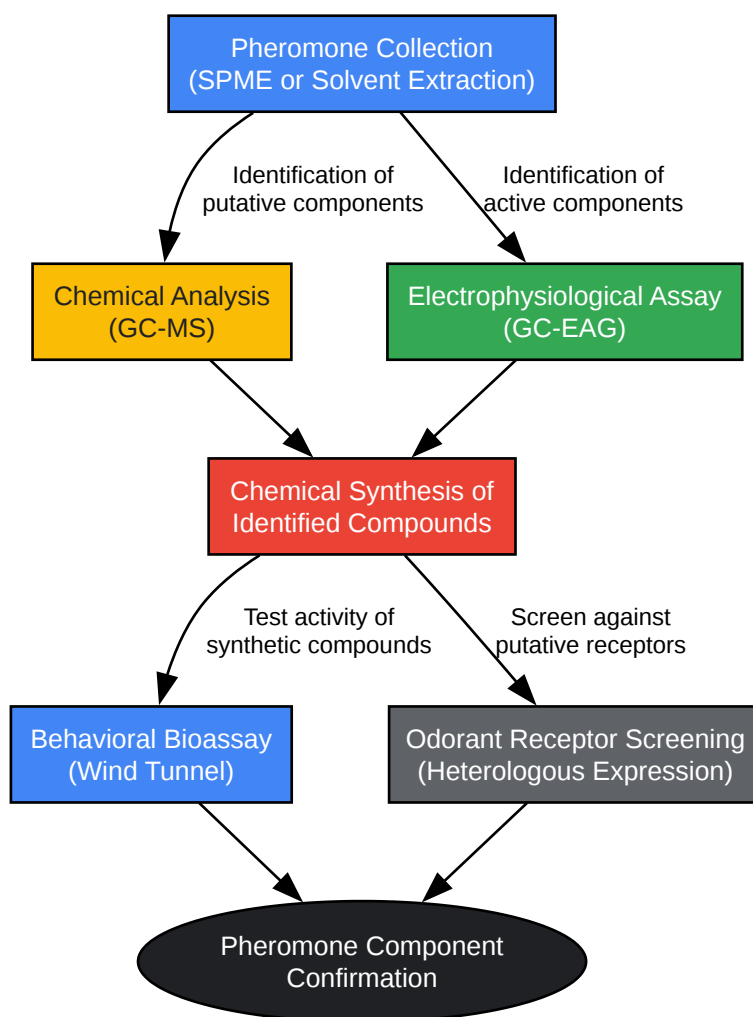 Pheromone Collection
(SPME or Solvent Extraction)
Identification of
putative components
Identification of
active components
Chemical Analysis
(GC-MS)
Electrophysiological Assay
(GC-EAG)
Chemical Synthesis of
Identified Compounds
Test activity of
synthetic compounds
Screen against
putative receptors
Behavioral Bioassay
(Wind Tunnel)
Odorant Receptor Screening
(Heterologous Expression)
Pheromone Component
Confirmation